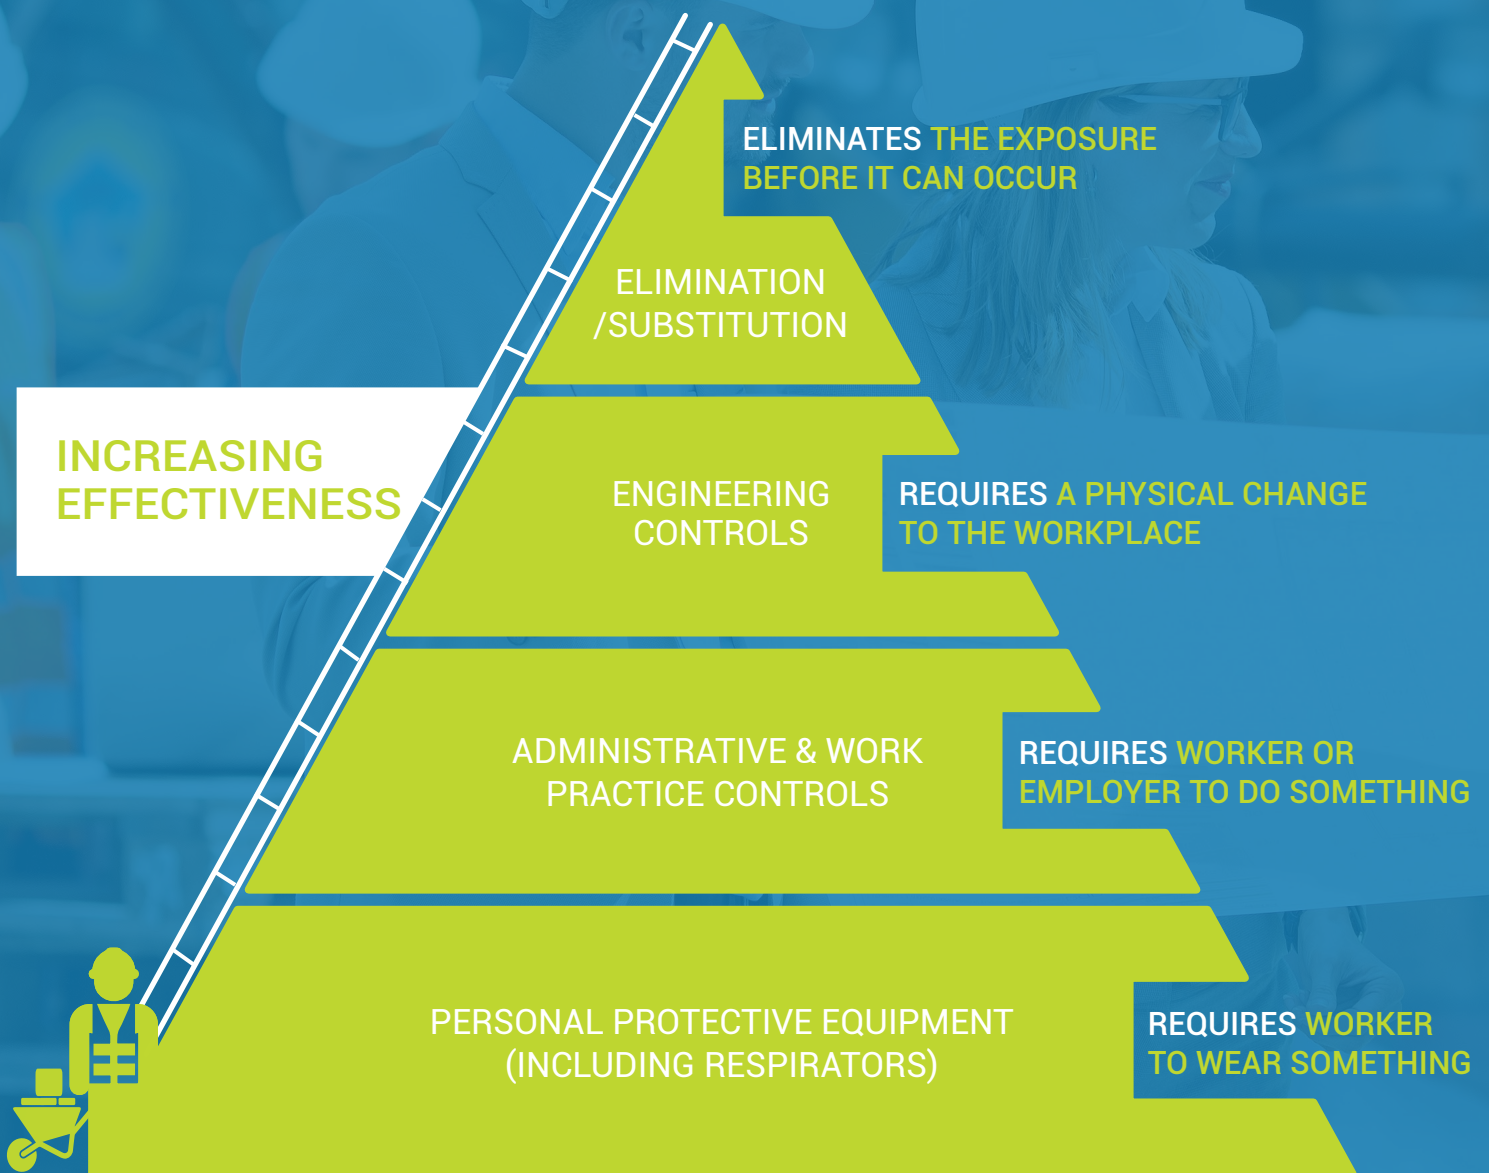 ELIMINATES THE EXPOSURE
BEFORE IT CAN OCCUR
ELIMINATION
/SUBSTITUTION
INCREASING
EFFECTIVENESS
ENGINEERING
CONTROLS
REQUIRES A PHYSICAL CHANGE
TO THE WORKPLACE
ADMINISTRATIVE & WORK
PRACTICE CONTROLS
REQUIRES WORKER OR
EMPLOYER TO DO SOMETHING
PERSONAL PROTECTIVE EQUIPMENT
(INCLUDING RESPIRATORS)
REQUIRES WORKER
TO WEAR SOMETHING